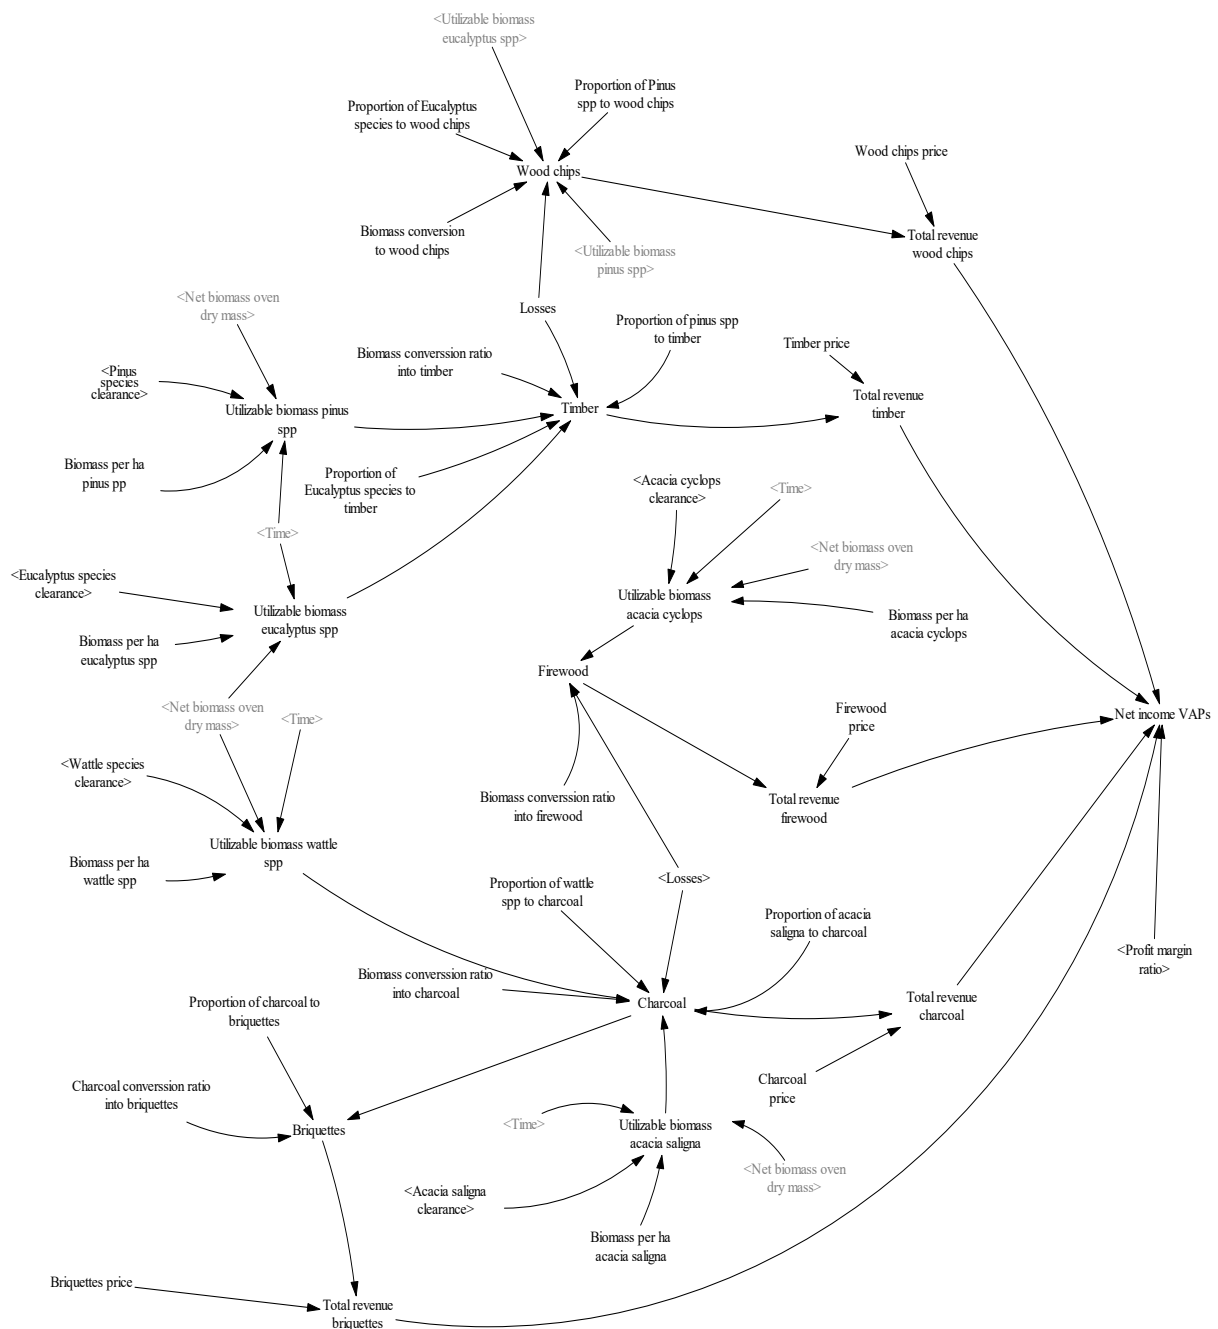 <Utilizable biomass
eucalyptus spp>
Proportion of Pinus
spp to wood chips
Proportion of Eucalyptus
species to wood chips
Wood chips price
Wood chips
Biomass conversion
to wood chips
<Utilizable biomass
pinus spp>
Total revenue
wood chips
<Net biomass oven
dry mass>
Losses
Proportion of pinus spp
to timber
Timber price
Biomass converssion ratio
into timber
<Pinus
species
clearance>
Total revenue
timber
Utilizable biomass pinus
spp
Timber
Biomass per ha
pinus pp
Proportion of
Eucalyptus species to
timber
<Acacia cyclops
clearance>
<Time>
<Time>
<Net biomass oven
dry mass>
<Eucalyptus species
clearance>
Utilizable biomass
eucalyptus spp
Utilizable biomass
acacia cyclops
Biomass per ha
acacia cyclops
Biomass per ha
eucalyptus spp
Firewood
<Net biomass oven
dry mass>
<Time>
Firewood
price
Net income VAPs
<Wattle species
clearance>
Biomass converssion ratio
into firewood
Total revenue
firewood
Utilizable biomass wattle
spp
Biomass per ha
wattle spp
Proportion of wattle
spp to charcoal
<Losses>
Proportion of acacia
saligna to charcoal
<Profit margin
ratio>
Biomass converssion ratio
into charcoal
Proportion of charcoal to
briquettes
Charcoal
Total revenue
charcoal
Charcoal converssion ratio
into briquettes
Charcoal
price
Briquettes
<Time>
Utilizable biomass
acacia saligna
<Net biomass oven
dry mass>
<Acacia saligna
clearance>
Biomass per ha
acacia saligna
Briquettes price
Total revenue
briquettes